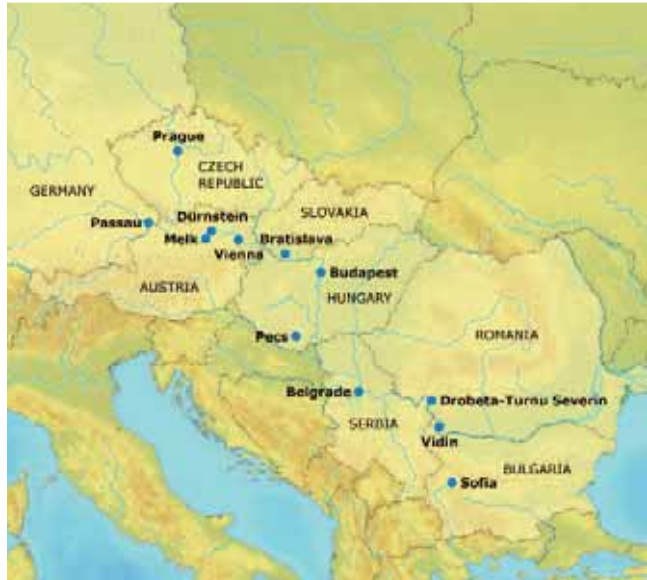 Prague
CZECH
REPUBLIC
GERMANY
Dürnstein
SLOVAKIA
Passau
Melk
Vienna
Bratislava
Budapest
AUSTRIA
HUNGARY
Pecs
ROMANIA
Belgrade
Drobeta-Turnu Severin
SERBIA
Vidin
BULGARIA
Sofia